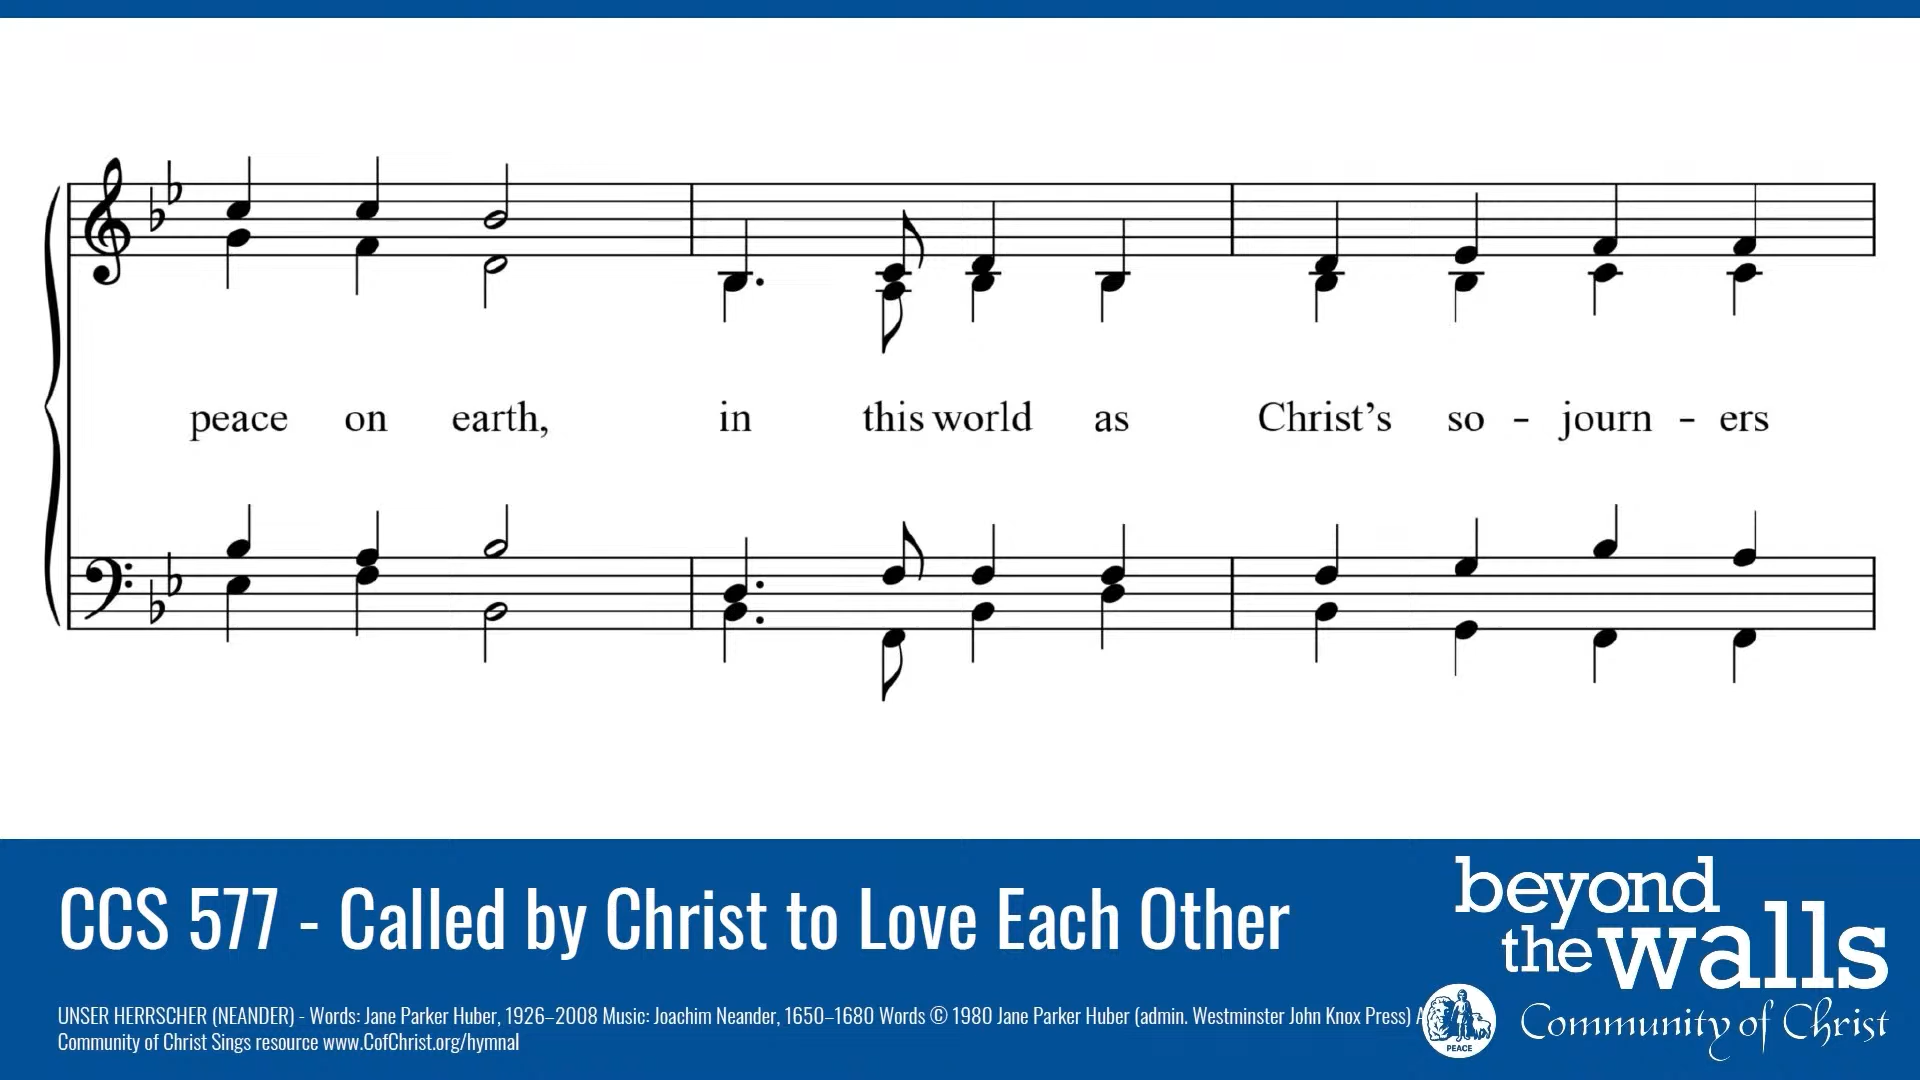 peace on earth, in this world as Christ's so - journ - ers
CCS 577 - Called by Christ to Love Each Other
UNSER HERRSCHER (NEANDER) - Words: Jane Parker Huber, 1926–2008 Music: Joachim Neander, 1650–1680 Words © 1980 Jane Parker Huber (admin. Westminster John Knox Press)
Community of Christ Sings resource www.CofChrist.org/hymnal
beyond
the walls
Community of Christ
PEACE